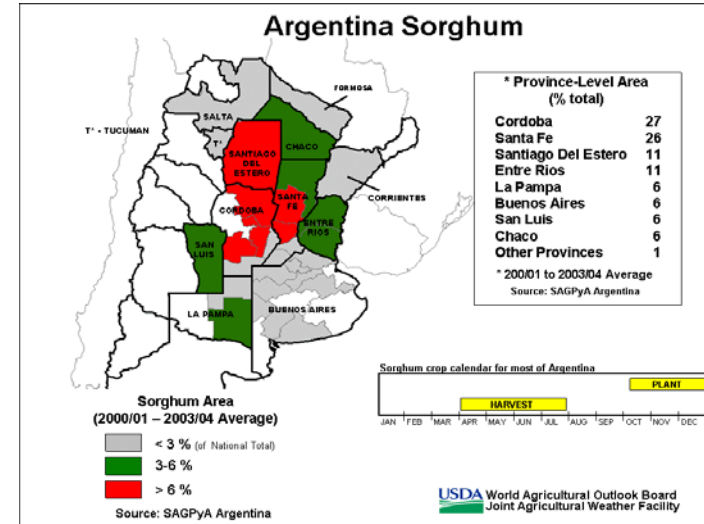 Argentina Sorghum
* Province-Level Area
(% total)
Cordoba 27
Santa Fe 26
Santiago Del Estero 11
Entre Rios 11
La Pampa 6
Buenos Aires 6
San Luis 6
Chaco 6
Other Provinces 1
* 200/01 to 2003/04 Average
Source: SAGPyA Argentina
FORMOSA
SALTA
T' - TUCUMAN
T'
CHACO
SANTIAGO
DEL
ESTERO
CORRIENTES
SANTA
FE
CORDOBA
ENTRE
RIOS
SAN
LUIS
LA PAMPA
BUENOS AIRES
Sorghum crop calendar for most of Argentina
PLANT
HARVEST
JAN FEB MAR APR MAY JUN JUL AUG SEP OCT NOV DEC
Sorghum Area
(2000/01 – 2003/04 Average)
< 3 % (of National Total)
3-6 %
> 6 %
Source: SAGPyA Argentina
USDA World Agricultural Outlook Board
Joint Agricultural Weather Facility